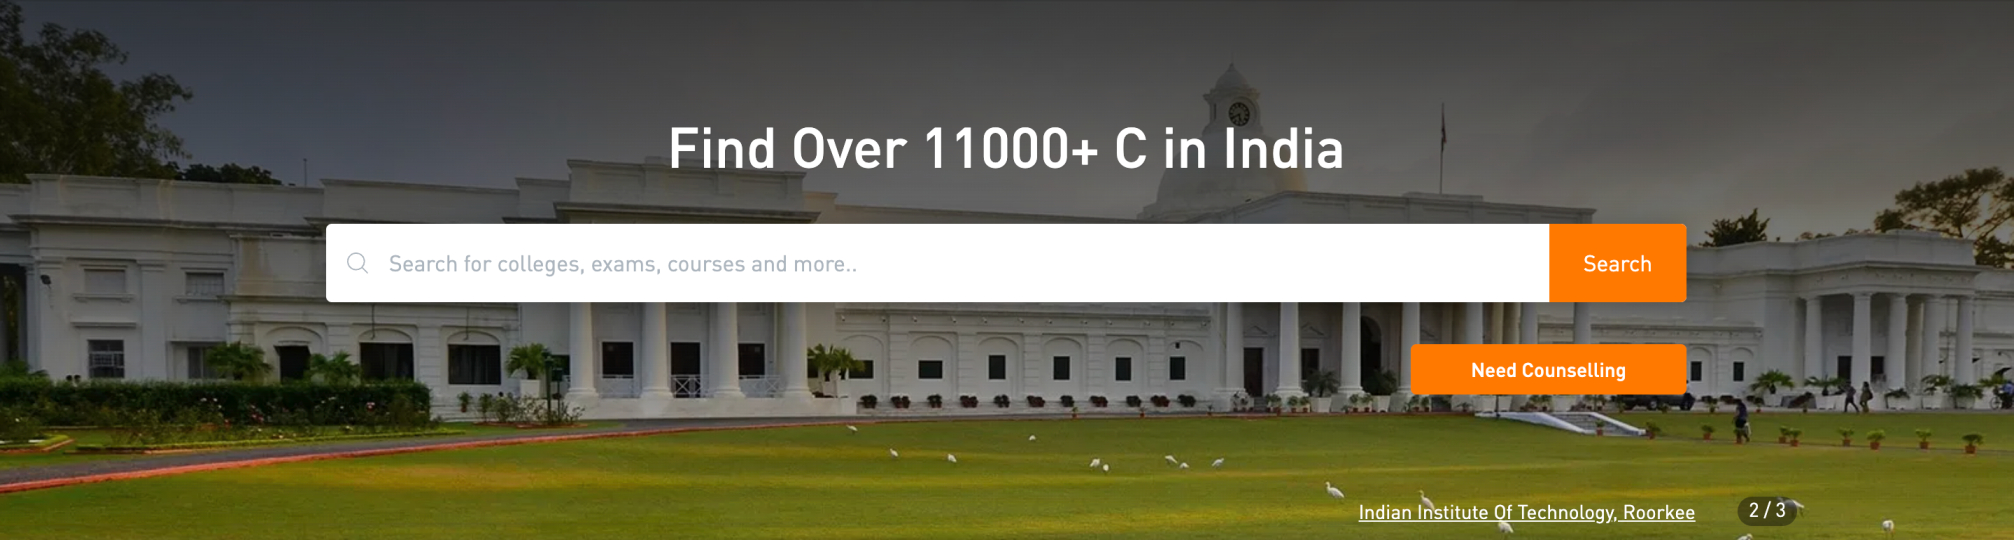 Find Over 11000+ C in India
Search for colleges, exams, courses and more..
Search
Need Counselling
Indian Institute Of Technology, Roorkee
2 / 3